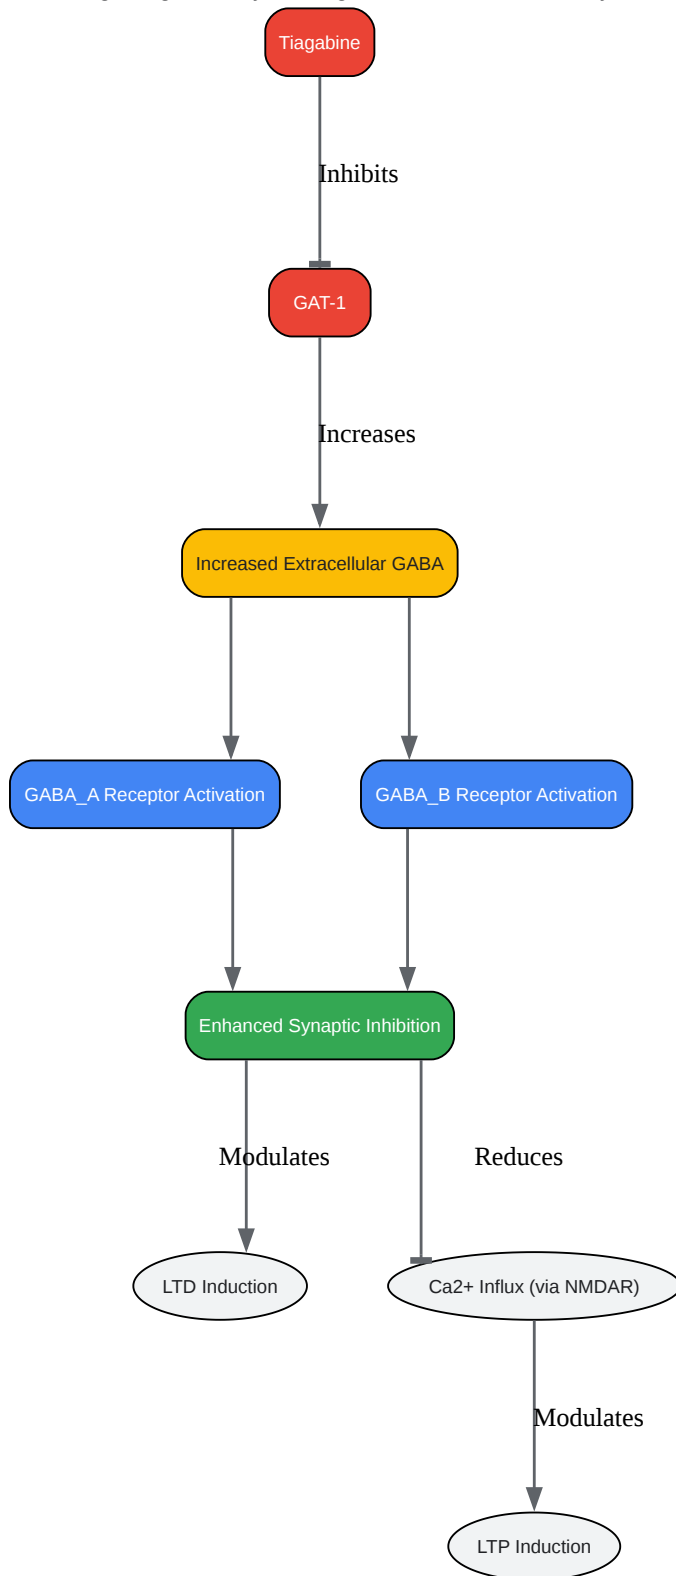 Tiagabine
Inhibits
GAT-1
Increases
Increased Extracellular GABA
GABA_A Receptor Activation
GABA_B Receptor Activation
Enhanced Synaptic Inhibition
Modulates
Reduces
LTD Induction
Ca2+ Influx (via NMDAR)
Modulates
LTP Induction